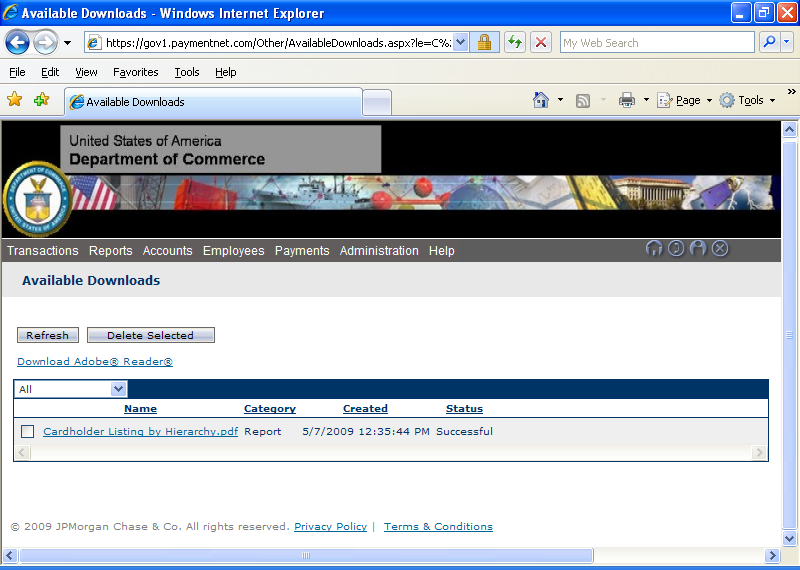 Available Downloads - Windows Internet Explorer
https://gov1.paymentnet.com/Other/AvailableDownloads.aspx?le=C%
My Web Search
File Edit View Favorites Tools Help
Available Downloads
Page Tools
United States of America
Department of Commerce
Transactions Reports Accounts Employees Payments Administration Help
Available Downloads
Refresh Delete Selected
Download Adobe® Reader®
All
Name Category Created Status
Cardholder Listing by Hierarchy.pdf Report 5/7/2009 12:35:44 PM Successful
© 2009 JPMorgan Chase & Co. All rights reserved. Privacy Policy | Terms & Conditions